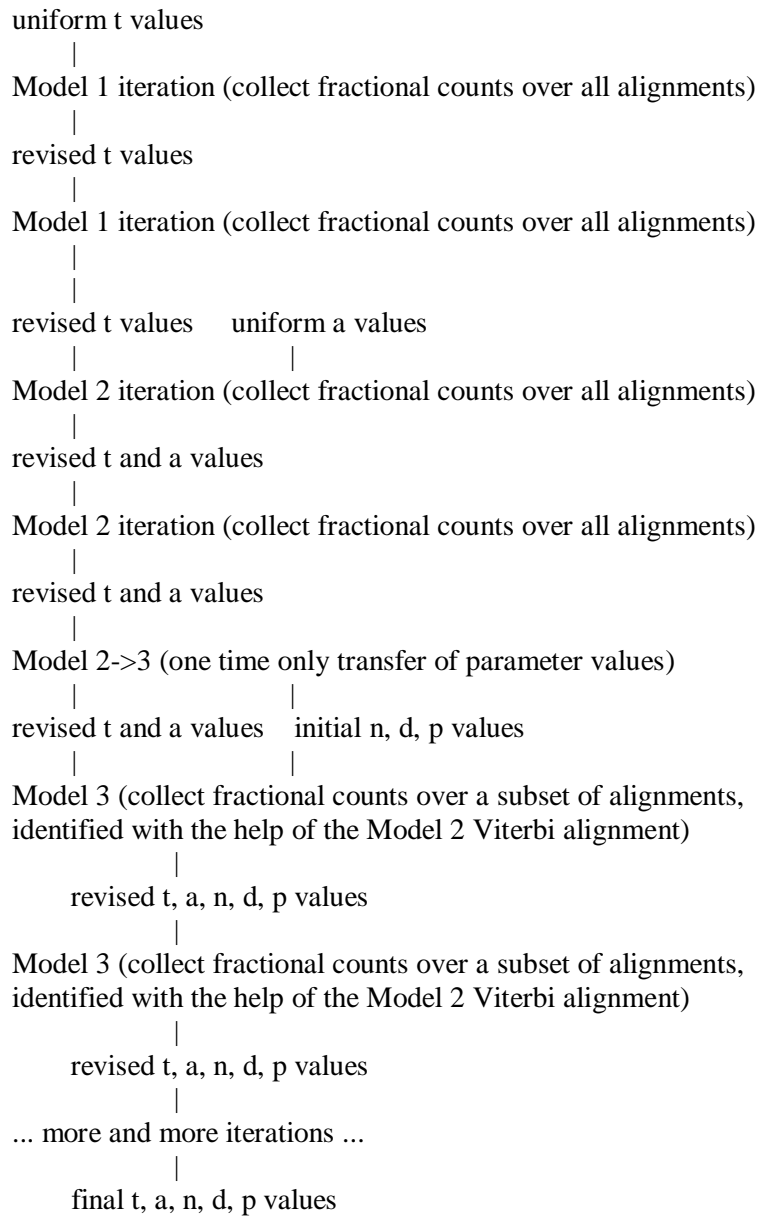 uniform t values
|
Model 1 iteration (collect fractional counts over all alignments)
|
revised t values
|
Model 1 iteration (collect fractional counts over all alignments)
|
|
revised t values uniform a values
| |
Model 2 iteration (collect fractional counts over all alignments)
|
revised t and a values
|
Model 2 iteration (collect fractional counts over all alignments)
|
revised t and a values
|
Model 2->3 (one time only transfer of parameter values)
| |
revised t and a values initial n, d, p values
| |
Model 3 (collect fractional counts over a subset of alignments,
identified with the help of the Model 2 Viterbi alignment)
|
revised t, a, n, d, p values
|
Model 3 (collect fractional counts over a subset of alignments,
identified with the help of the Model 2 Viterbi alignment)
|
revised t, a, n, d, p values
|
... more and more iterations ...
|
final t, a, n, d, p values